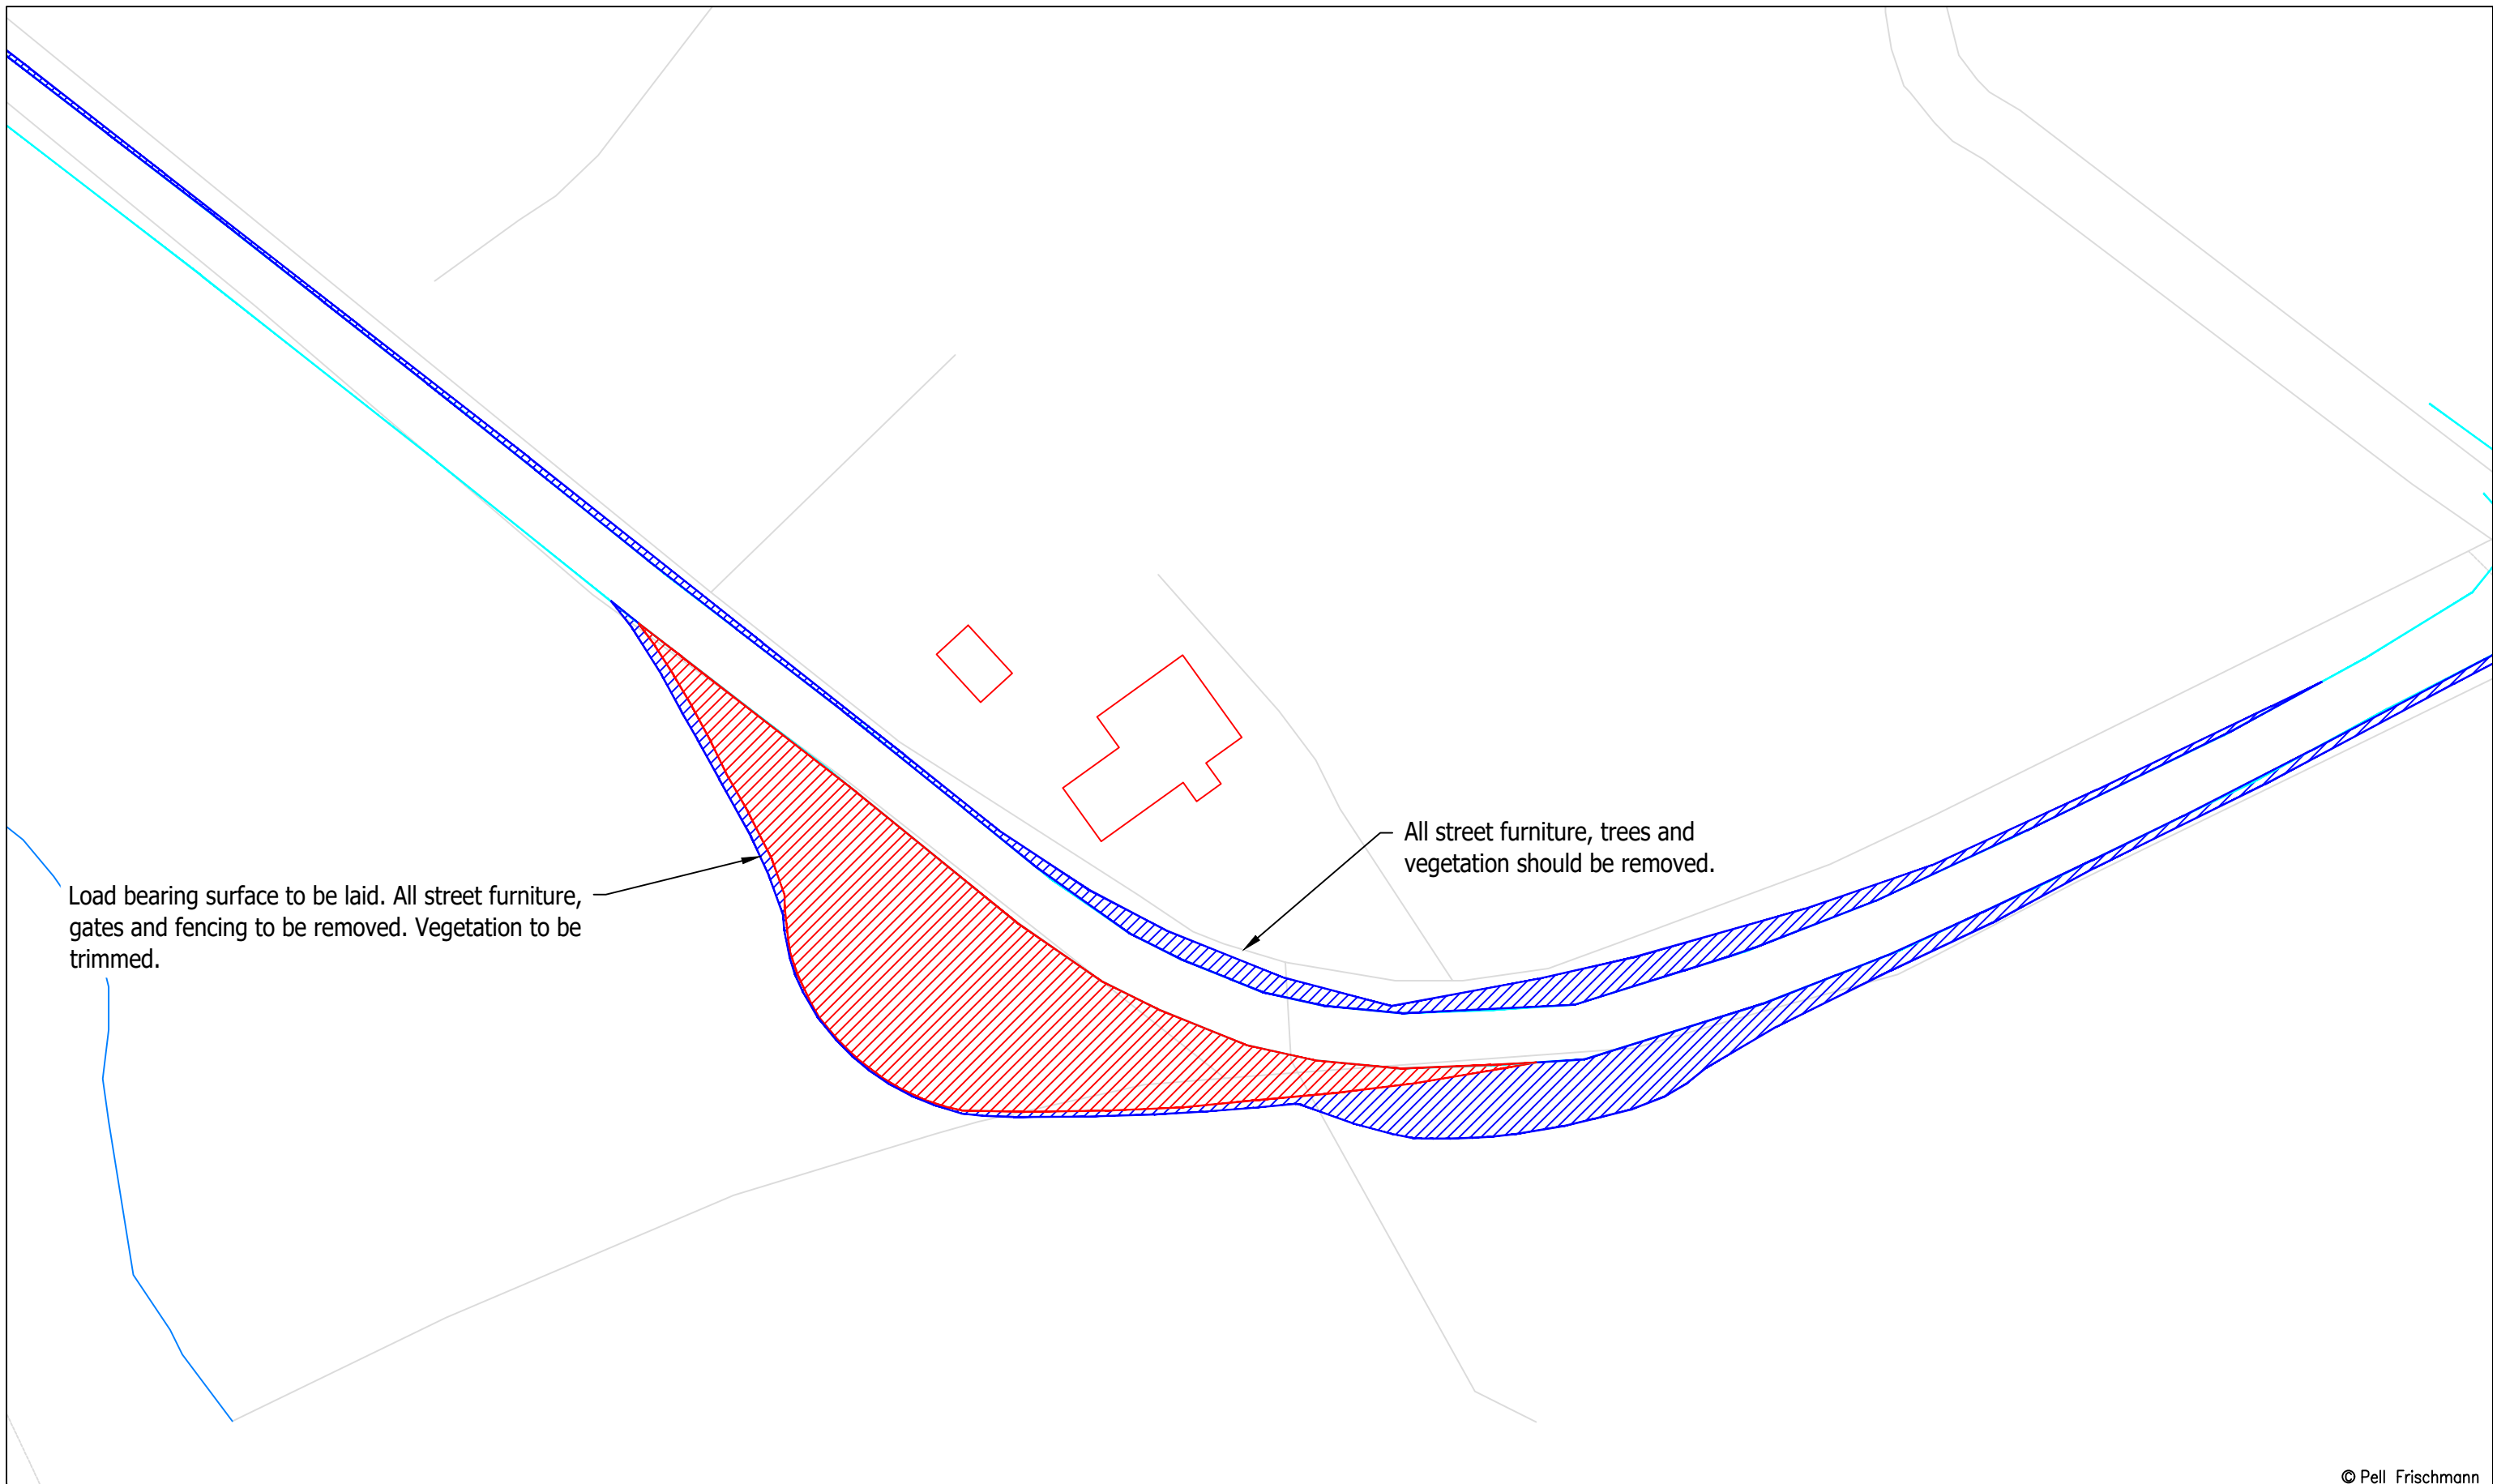 All street furniture, trees and
vegetation should be removed.
Load bearing surface to be laid. All street furniture,
gates and fencing to be removed. Vegetation to be
trimmed.
© Pell Frischmann